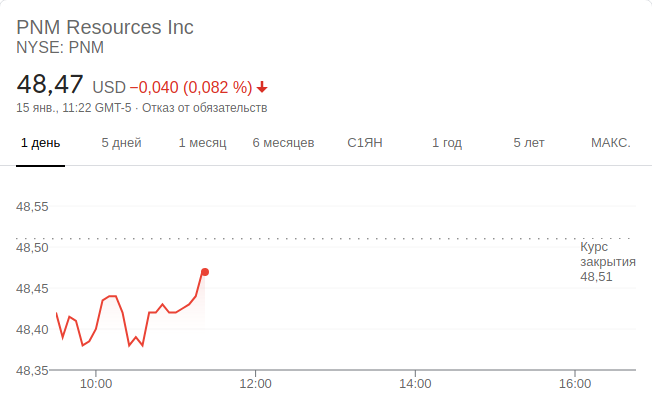 PNM Resources Inc
NYSE: PNM
48,47 USD −0,040 (0,082 %)
15 янв., 11:22 GMT-5 · Отказ от обязательств
1 день 5 дней 1 месяц 6 месяцев С1ЯН 1 год 5 лет МАКС.
48,55
48,50
Курс
закрытия
48,51
48,45
48,40
48,35
10:00 12:00 14:00 16:00